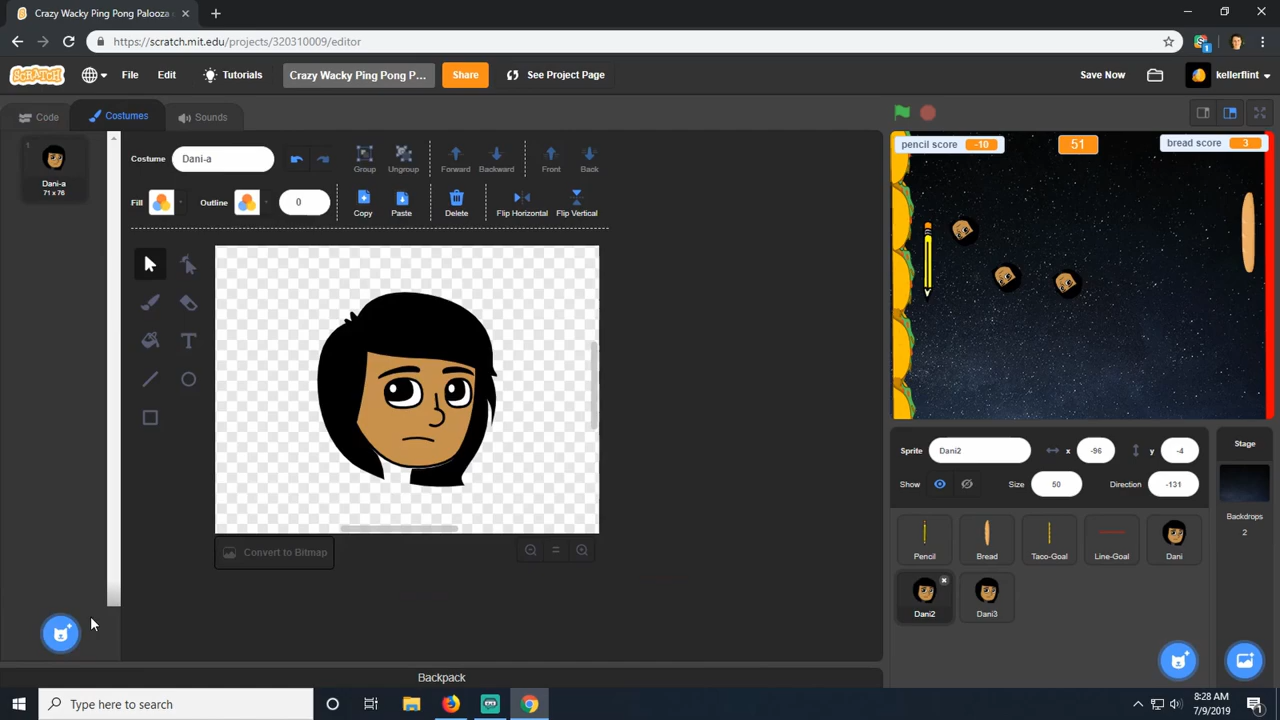 Crazy Wacky Ping Pong Palooza
https://scratch.mit.edu/projects/320310009/editor
1
SCRATCH
File
Edit
Tutorials
Crazy Wacky Ping Pong P...
Share
See Project Page
Save Now
kellerflint
Code
Costumes
Sounds
1
Dani-a
71 x 76
Costume
Dani-a
Group
Ungroup
Forward
Backward
Front
Back
Fill
Outline
0
Copy
Paste
Delete
Flip Horizontal
Flip Vertical
Convert to Bitmap
pencil score
-10
51
bread score
3
Sprite
Dani2
x
-96
y
-4
Show
Size
50
Direction
-131
Stage
Backdrops
2
Pencil
Bread
Taco-Goal
Line-Goal
Dani
Dani2
Dani3
Backpack
Type here to search
8:28 AM
7/9/2019
1